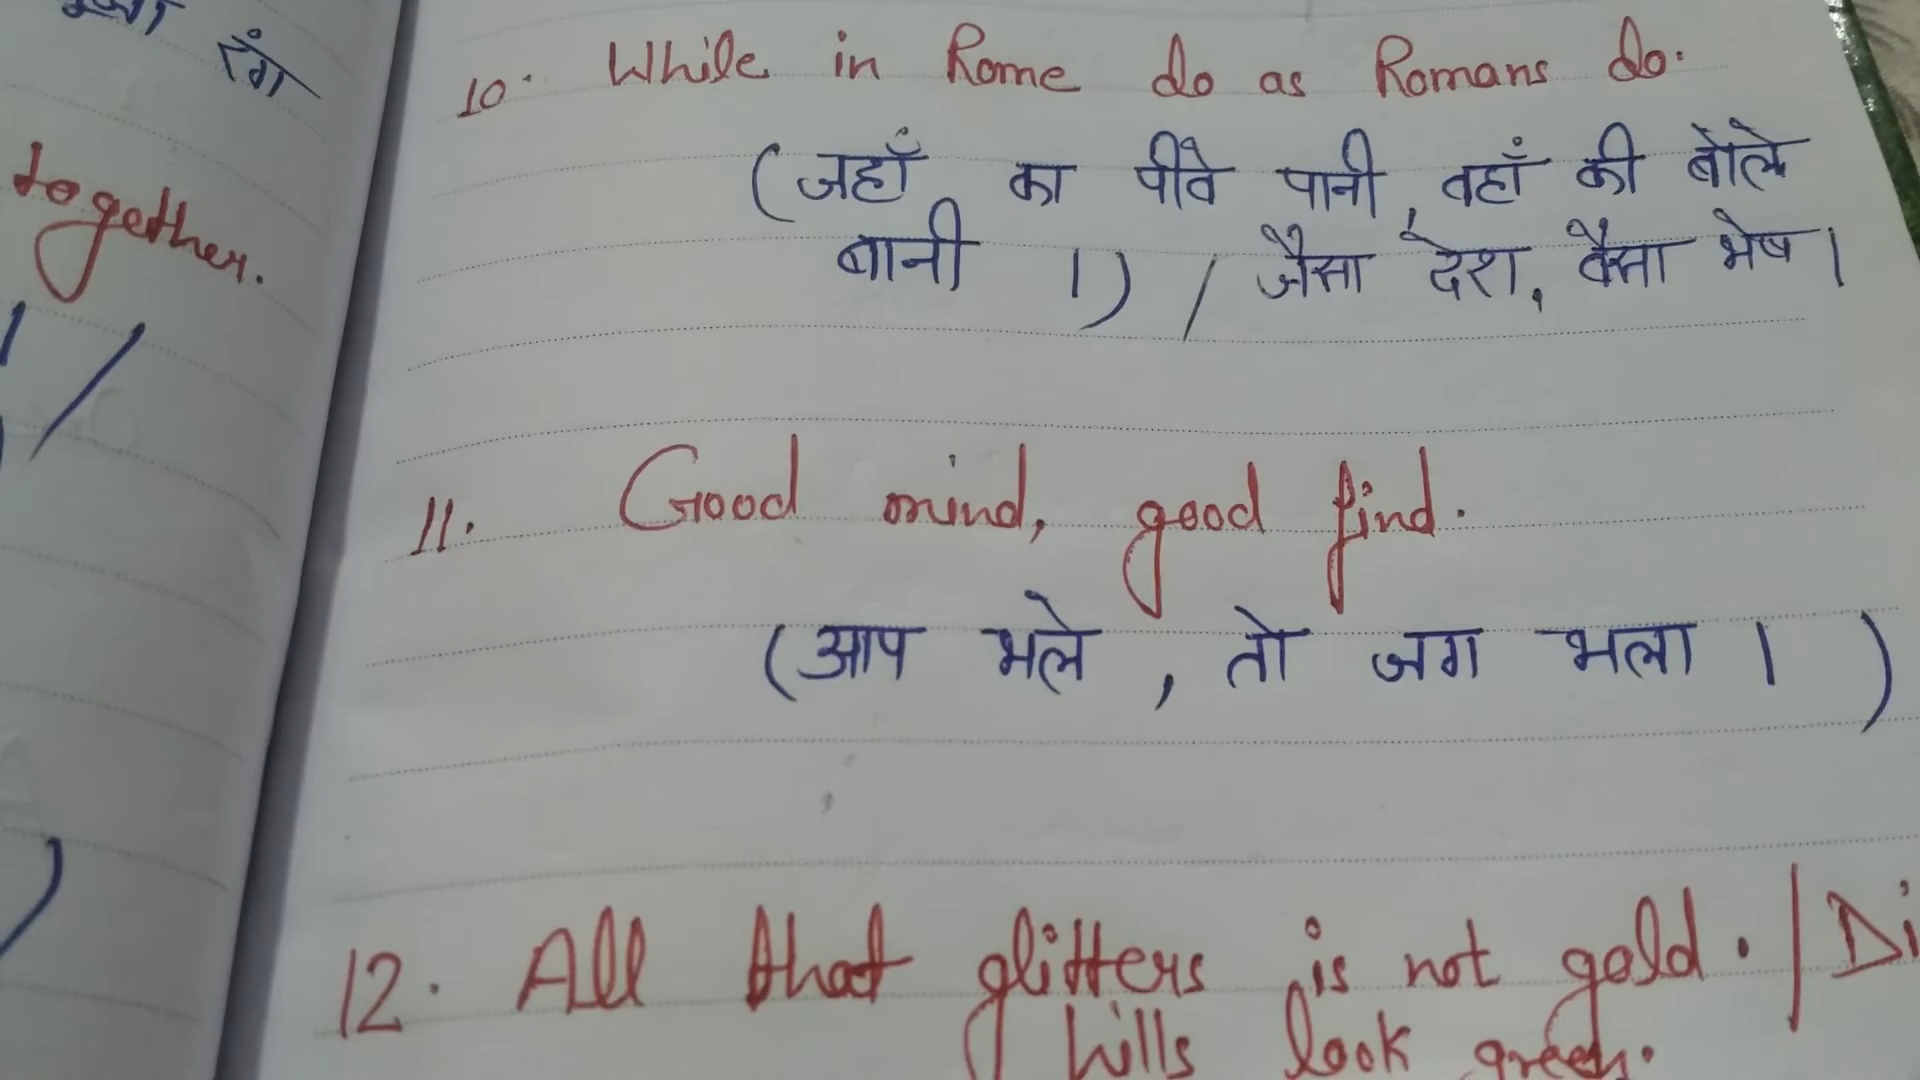 रंग
together.
10. While in Rome do as Romans do.
(जहाँ का पीवे पानी, वहाँ की बोले
बानी ।) / जैसा देश, वैसा भेष।
11. Good mind, good find.
(आप भले, तो जग भला । )
12. All that glitters is not gold. / Di
hills look green.